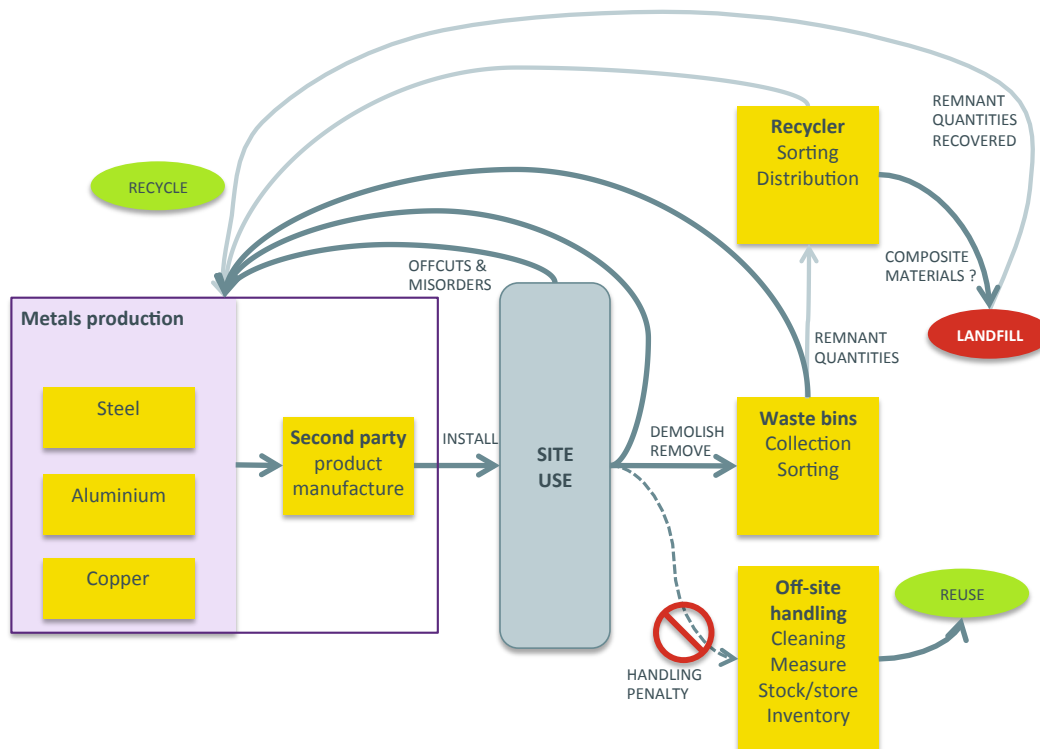 REMNANT
QUANTITIES
RECOVERED
Recycler
Sorting
Distribution
RECYCLE
COMPOSITE
MATERIALS ?
OFFCUTS &
MISORDERS
Metals production
LANDFILL
REMNANT
QUANTITIES
Steel
Second party
product
manufacture
INSTALL
SITE
USE
DEMOLISH
REMOVE
Waste bins
Collection
Sorting
Aluminium
Copper
Off-site
handling
Cleaning
Measure
Stock/store
Inventory
REUSE
HANDLING
PENALTY